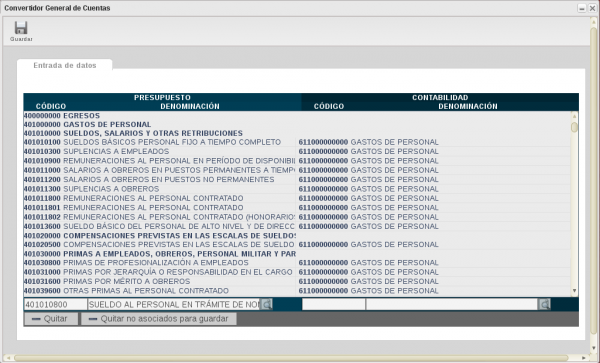 Convertidor General de Cuentas
Guardar
Entrada de datos
PRESUPUESTO CONTABILIDAD
CÓDIGO DENOMINACIÓN CÓDIGO DENOMINACIÓN
400000000 EGRESOS
401000000 GASTOS DE PERSONAL
401010000 SUELDOS, SALARIOS Y OTRAS RETRIBUCIONES
401010100 SUELDOS BÁSICOS PERSONAL FIJO A TIEMPO COMPLETO 611000000000 GASTOS DE PERSONAL
401010300 SUPLENCIAS A EMPLEADOS 611000000000 GASTOS DE PERSONAL
401010900 REMUNERACIONES AL PERSONAL EN PERÍODO DE DISPONIBI 611000000000 GASTOS DE PERSONAL
401011000 SALARIOS A OBREROS EN PUESTOS PERMANENTES A TIEMP 611000000000 GASTOS DE PERSONAL
401011200 SALARIOS A OBREROS EN PUESTOS NO PERMANENTES 611000000000 GASTOS DE PERSONAL
401011300 SUPLENCIAS A OBREROS 611000000000 GASTOS DE PERSONAL
401011800 REMUNERACIONES AL PERSONAL CONTRATADO 611000000000 GASTOS DE PERSONAL
401011801 REMUNERACIONES AL PERSONAL CONTRATADO 611000000000 GASTOS DE PERSONAL
401011802 REMUNERACIONES AL PERSONAL CONTRATADO (HONORARIOS 611000000000 GASTOS DE PERSONAL
401013600 SUELDO BÁSICO DEL PERSONAL DE ALTO NIVEL Y DE DIRECC 611000000000 GASTOS DE PERSONAL
401020000 COMPENSACIONES PREVISTAS EN LAS ESCALAS DE SUELDOS
401020500 COMPENSACIONES PREVISTAS EN LAS ESCALAS DE SUELDO 611000000000 GASTOS DE PERSONAL
401030000 PRIMAS A EMPLEADOS, OBREROS, PERSONAL MILITAR Y PAR
401030800 PRIMAS DE PROFESIONALIZACIÓN A EMPLEADOS 611000000000 GASTOS DE PERSONAL
401031000 PRIMAS POR JERARQUÍA O RESPONSABILIDAD EN EL CARGO 611000000000 GASTOS DE PERSONAL
401031600 PRIMAS POR MÉRITO A OBREROS 611000000000 GASTOS DE PERSONAL
401039600 OTRAS PRIMAS AL PERSONAL CONTRATADO 611000000000 GASTOS DE PERSONAL
401010800 SUELDO AL PERSONAL EN TRÁMITE DE NOM
Quitar Quitar no asociados para guardar